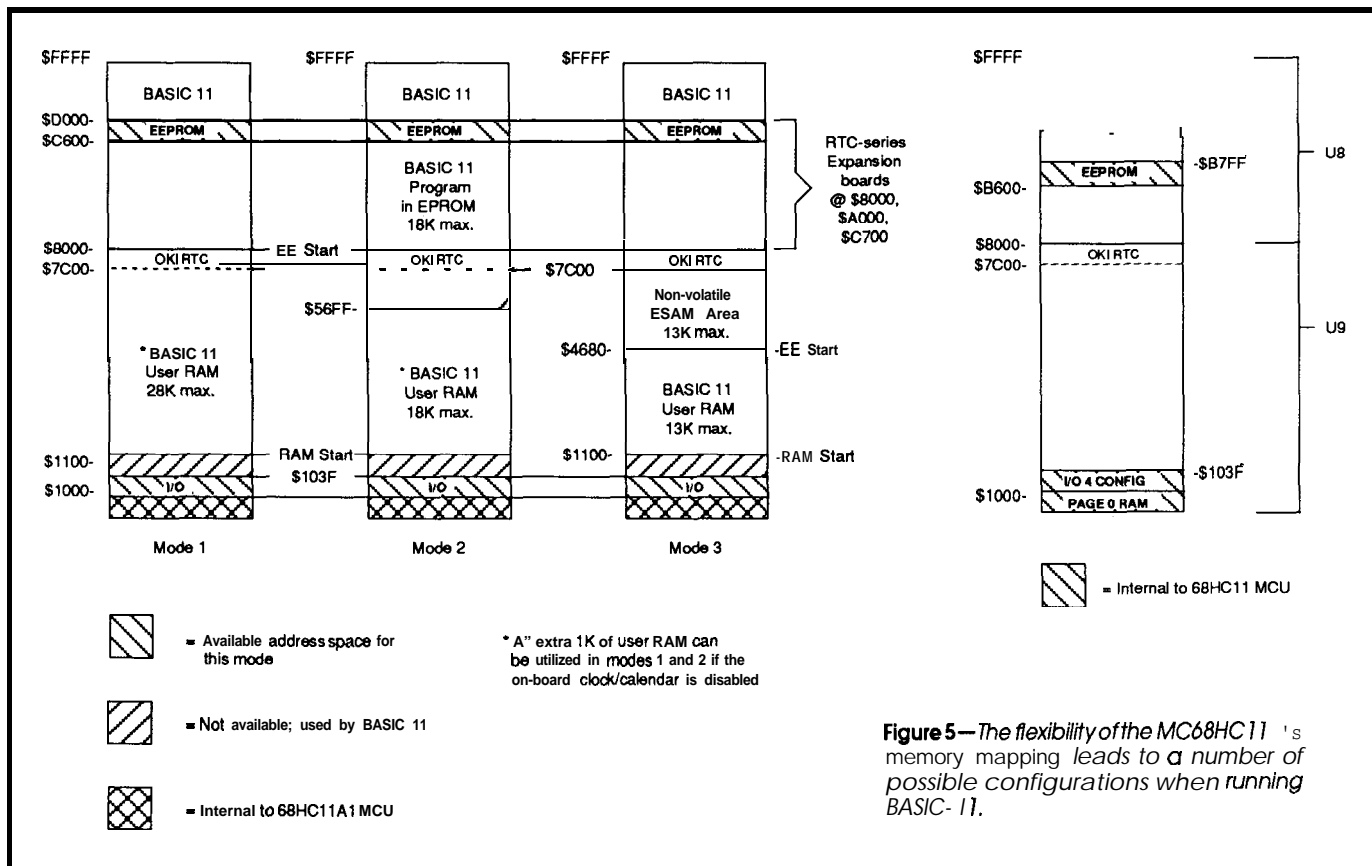 $FFFF
BASIC 11
$D000-
EEPROM
$C600-
$8000-
OKI RTC
EE Start
$7C00-
* BASIC 11
User RAM
28K max.
RAM Start
$1100-
$103F
I/O
$1000-
Mode 1
$FFFF
BASIC 11
EEPROM
BASIC 11
Program
in EPROM
18K max.
OKI RTC
$7C00
$56FF-
* BASIC 11
User RAM
18K max.
I/O
Mode 2
$FFFF
BASIC 11
EEPROM
OKI RTC
Non-volatile
ESAM Area
13K max.
$4680-
-EE Start
BASIC 11
User RAM
13K max.
$1100-
-RAM Start
I/O
Mode 3
RTC-series
Expansion
boards
@ $8000,
$A000,
$C700
$FFFF
U8
-$B7FF
EEPROM
$B600-
$8000-
OKI RTC
$7C00-
U9
-$103F
I/O 4 CONFIG
$1000-
PAGE 0 RAM
= Internal to 68HC11 MCU
= Available address space for
this mode
= Not available; used by BASIC 11
= Internal to 68HC11A1 MCU
* A" extra 1K of user RAM can
be utilized in modes 1 and 2 if the
on-board clock/calendar is disabled
Figure 5—The flexibility of the MC68HC11 's
memory mapping leads to a number of
possible configurations when running
BASIC- I1.